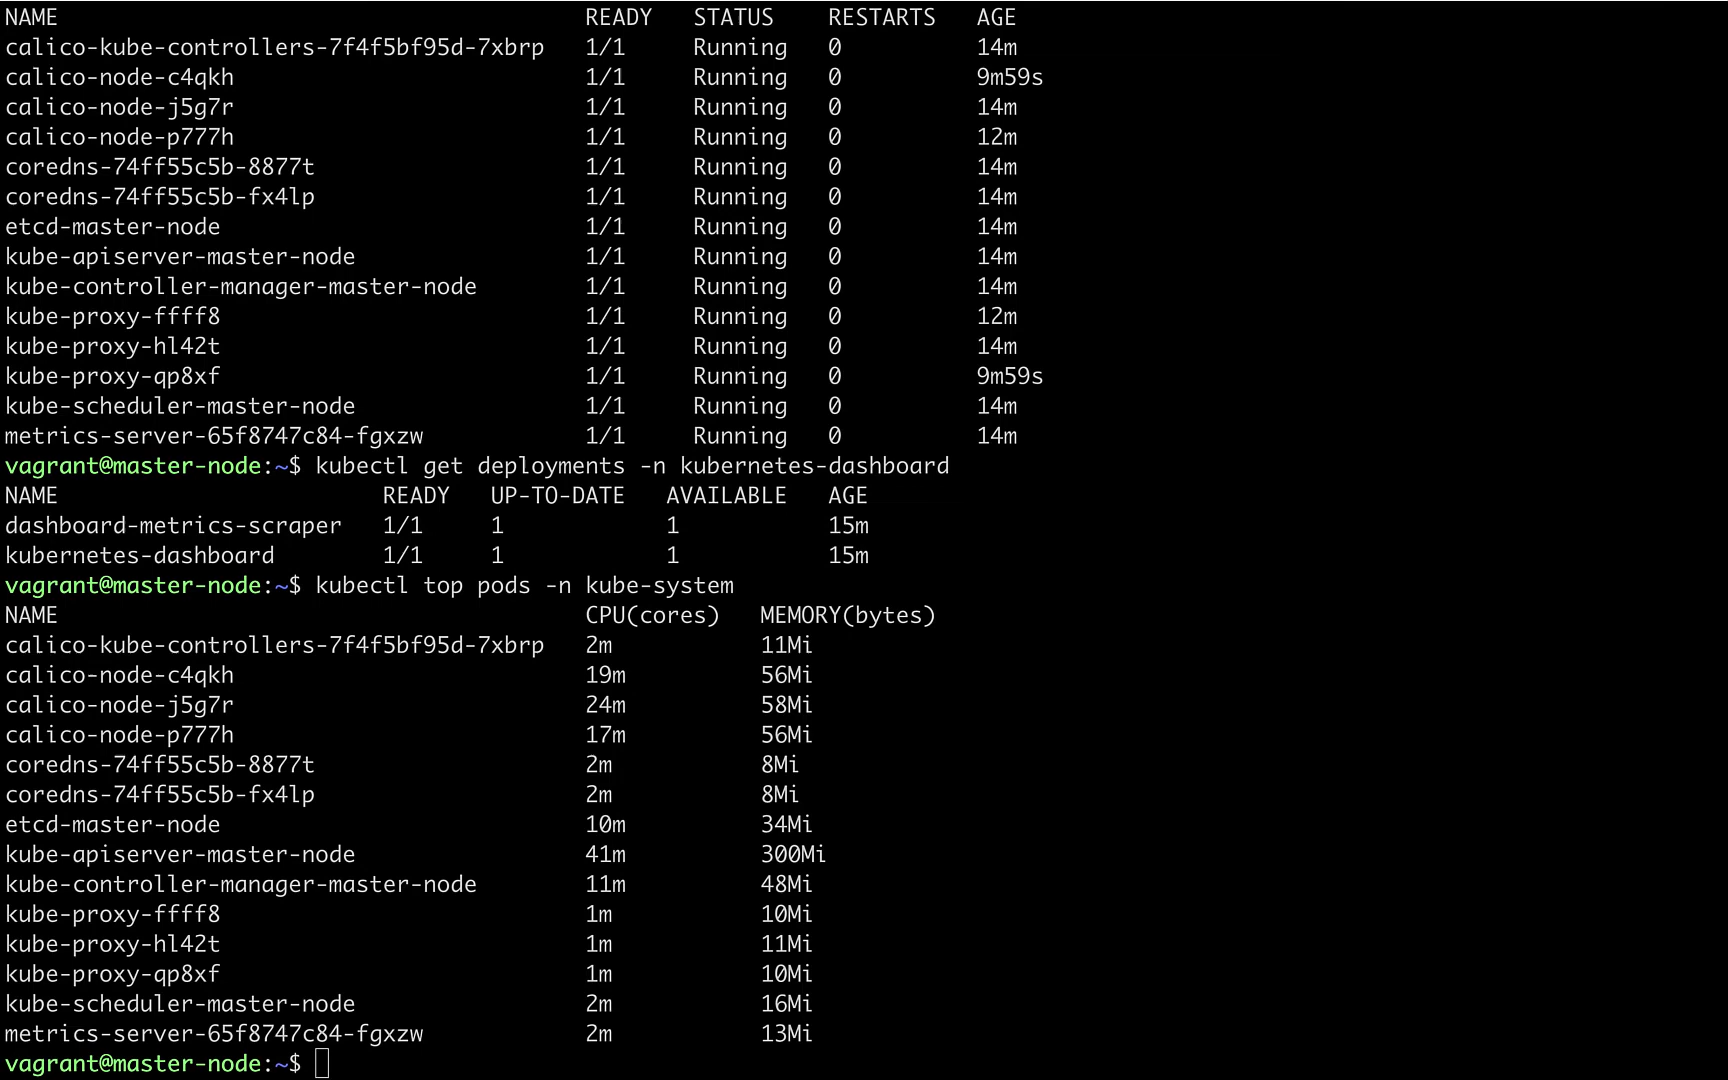 NAME READY STATUS RESTARTS AGE
calico-kube-controllers-7f4f5bf95d-7xbrp 1/1 Running 0 14m
calico-node-c4qkh 1/1 Running 0 9m59s
calico-node-j5g7r 1/1 Running 0 14m
calico-node-p777h 1/1 Running 0 12m
coredns-74ff55c5b-8877t 1/1 Running 0 14m
coredns-74ff55c5b-fx4lp 1/1 Running 0 14m
etcd-master-node 1/1 Running 0 14m
kube-apiserver-master-node 1/1 Running 0 14m
kube-controller-manager-master-node 1/1 Running 0 14m
kube-proxy-ffff8 1/1 Running 0 12m
kube-proxy-hl42t 1/1 Running 0 14m
kube-proxy-qp8xf 1/1 Running 0 9m59s
kube-scheduler-master-node 1/1 Running 0 14m
metrics-server-65f8747c84-fgxzw 1/1 Running 0 14m
vagrant@master-node:~$ kubectl get deployments -n kubernetes-dashboard
NAME READY UP-TO-DATE AVAILABLE AGE
dashboard-metrics-scraper 1/1 1 1 15m
kubernetes-dashboard 1/1 1 1 15m
vagrant@master-node:~$ kubectl top pods -n kube-system
NAME CPU(cores) MEMORY(bytes)
calico-kube-controllers-7f4f5bf95d-7xbrp 2m 11Mi
calico-node-c4qkh 19m 56Mi
calico-node-j5g7r 24m 58Mi
calico-node-p777h 17m 56Mi
coredns-74ff55c5b-8877t 2m 8Mi
coredns-74ff55c5b-fx4lp 2m 8Mi
etcd-master-node 10m 34Mi
kube-apiserver-master-node 41m 300Mi
kube-controller-manager-master-node 11m 48Mi
kube-proxy-ffff8 1m 10Mi
kube-proxy-hl42t 1m 11Mi
kube-proxy-qp8xf 1m 10Mi
kube-scheduler-master-node 2m 16Mi
metrics-server-65f8747c84-fgxzw 2m 13Mi
vagrant@master-node:~$